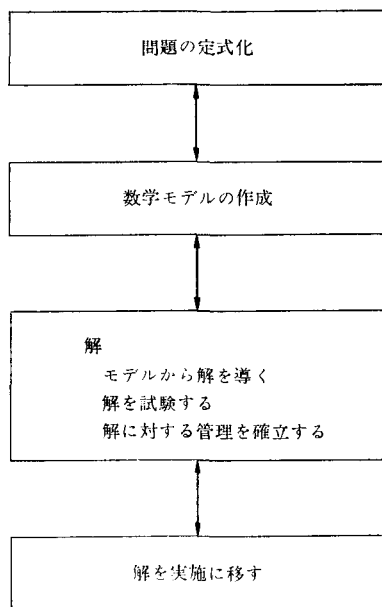 問題の定式化
数学モデルの作成
解
モデルから解を導く
解を試験する
解に対する管理を確立する
解を実施に移す